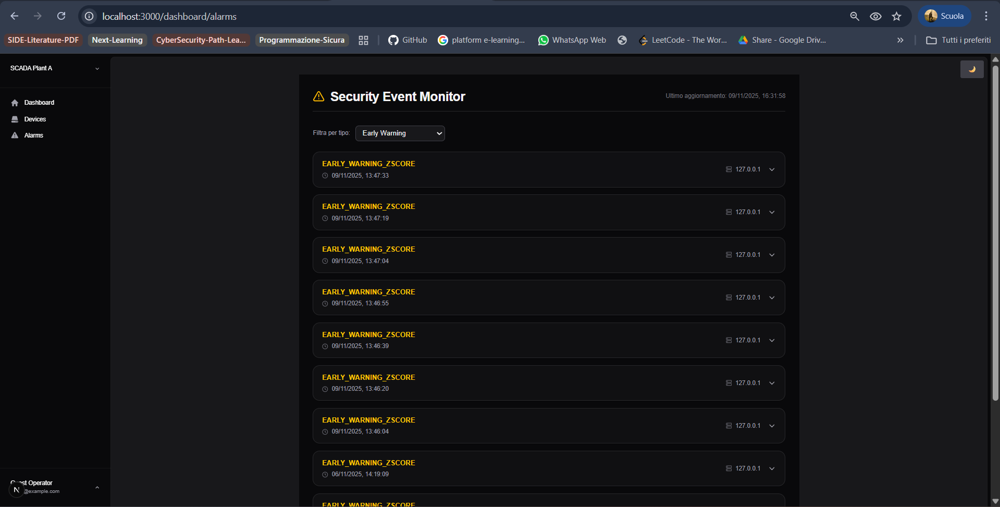 localhost:3000/dashboard/alarms
Scuola
SIDE-Literature-PDF
Next-Learning
CyberSecurity-Path-Lea...
Programmazione-Sicura
GitHub
platform e-learning...
WhatsApp Web
LeetCode - The Wor...
Share - Google Driv...
Tutti i preferiti
SCADA Plant A
Dashboard
Devices
Alarms
Security Event Monitor
Ultimo aggiornamento: 09/11/2025, 16:31:58
Filtra per tipo:
Early Warning
EARLY_WARNING_ZSCORE
09/11/2025, 13:47:33
127.0.0.1
EARLY_WARNING_ZSCORE
09/11/2025, 13:47:19
127.0.0.1
EARLY_WARNING_ZSCORE
09/11/2025, 13:47:04
127.0.0.1
EARLY_WARNING_ZSCORE
09/11/2025, 13:46:55
127.0.0.1
EARLY_WARNING_ZSCORE
09/11/2025, 13:46:39
127.0.0.1
EARLY_WARNING_ZSCORE
09/11/2025, 13:46:20
127.0.0.1
EARLY_WARNING_ZSCORE
09/11/2025, 13:46:04
127.0.0.1
EARLY_WARNING_ZSCORE
06/11/2025, 14:19:09
127.0.0.1
EARLY_WARNING_ZSCORE
Operator
N
@example.com